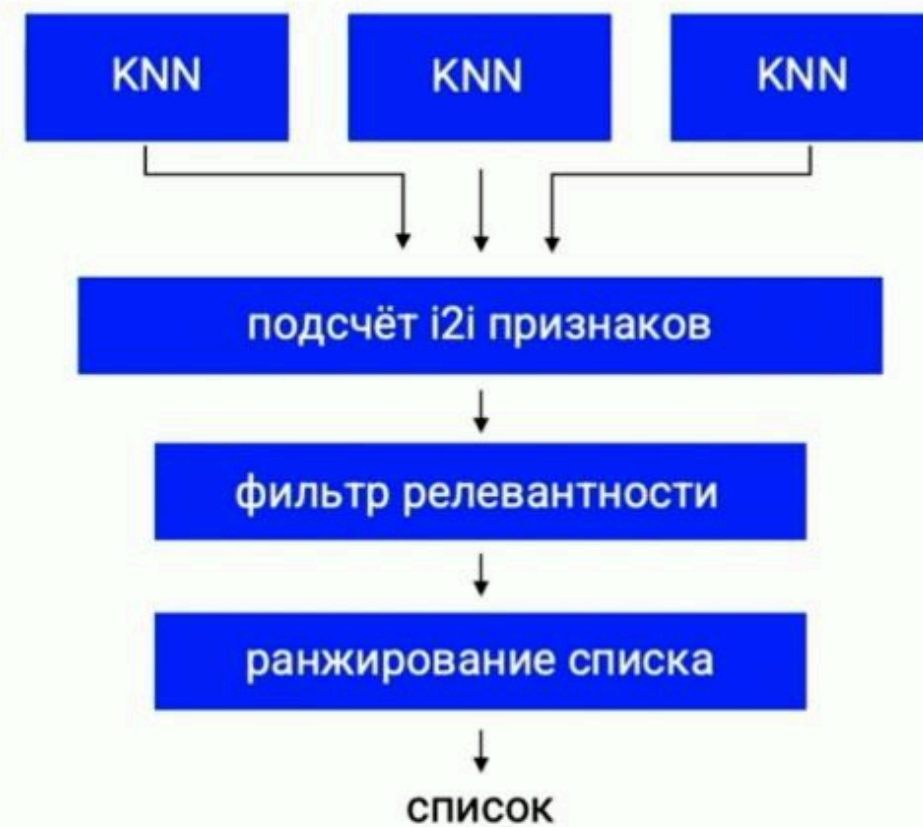 KNN
KNN
KNN
подсчёт i2i признаков
фильтр релевантности
ранжирование списка
список